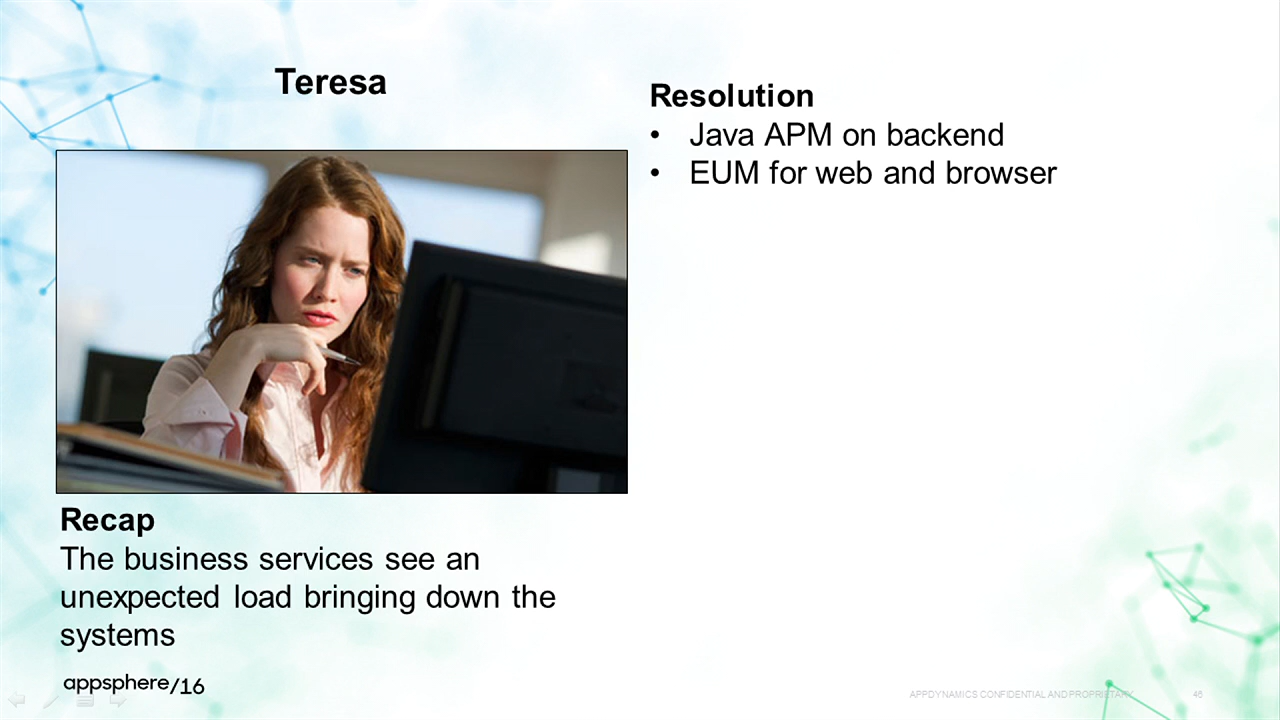 Teresa
Resolution
• Java APM on backend
• EUM for web and browser
Recap
The business services see an
unexpected load bringing down the
systems
appsphere/16
APPDYNAMICS CONFIDENTIAL AND PROPRIETARY
46